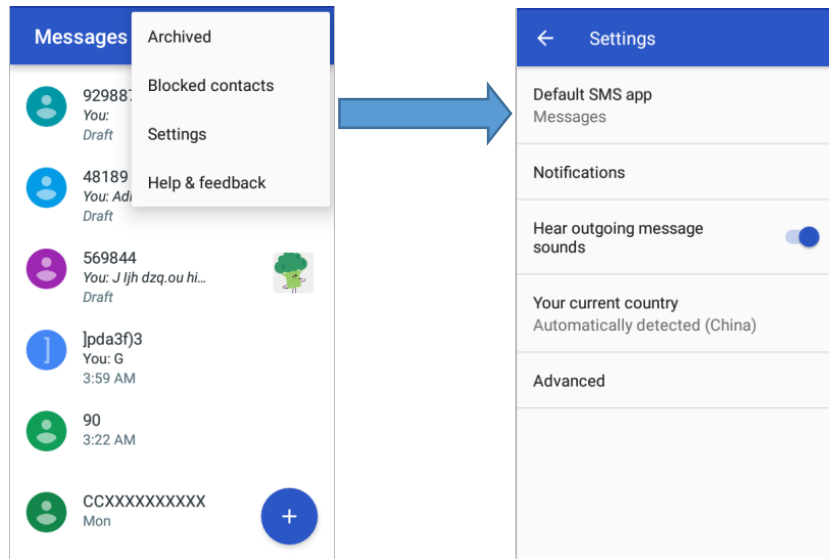 Messages
Archived
Blocked contacts
Settings
Help & feedback
92988
You:
Draft
48189
You: Ad
Draft
569844
You: J Ijh dzq.ou hi...
Draft
]
]pda3f)3
You: G
3:59 AM
90
3:22 AM
CCXXXXXXXXXX
Mon
+
Settings
Default SMS app
Messages
Notifications
Hear outgoing message
sounds
Your current country
Automatically detected (China)
Advanced